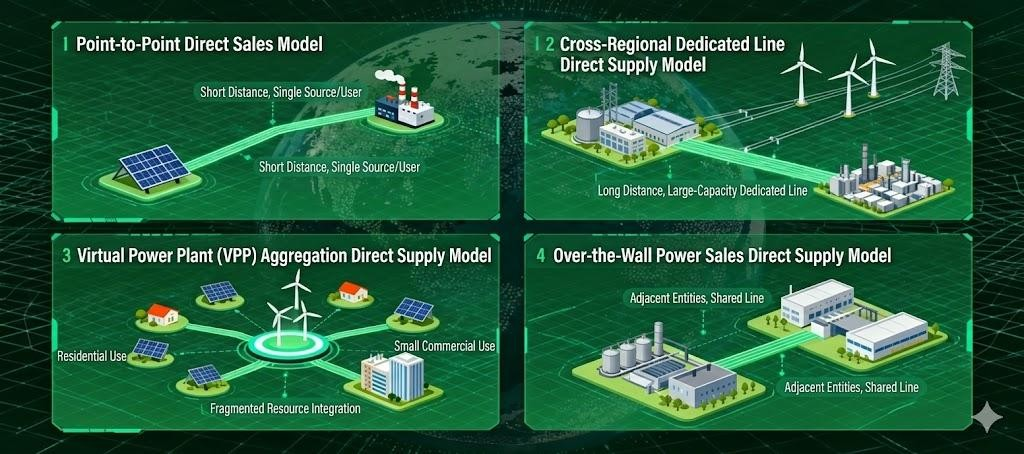 1 Point-to-Point Direct Sales Model
Short Distance, Single Source/User
Short Distance, Single Source/User
2 Cross-Regional Dedicated Line
Direct Supply Model
Long Distance, Large-Capacity Dedicated Line
3 Virtual Power Plant (VPP) Aggregation Direct Supply Model
Residential Use
Small Commercial Use
Fragmented Resource Integration
4 Over-the-Wall Power Sales Direct Supply Model
Adjacent Entities, Shared Line
Adjacent Entities, Shared Line